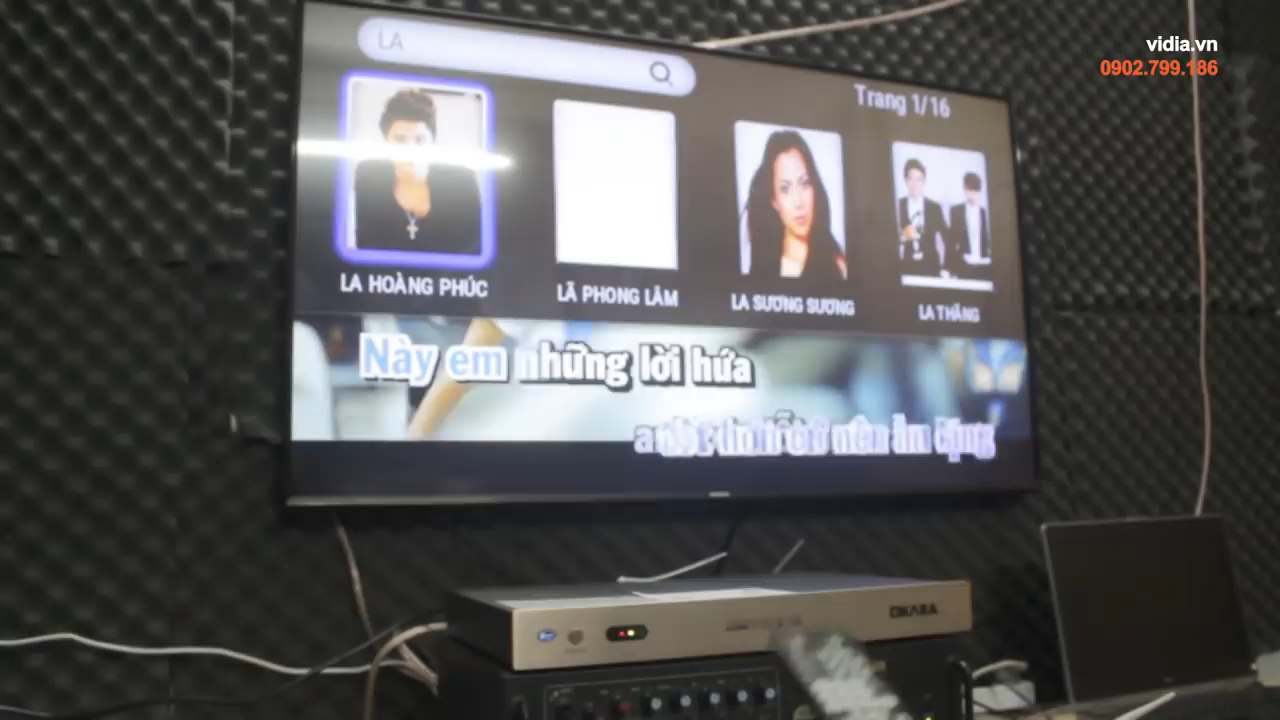 vidia.vn
0902.799.186
LA
Trang 1/16
LA HOÀNG PHÚC
LÃ PHONG LÂM
LA SƯƠNG SƯƠNG
LA THĂNG
Này em những lời hứa
OKARA